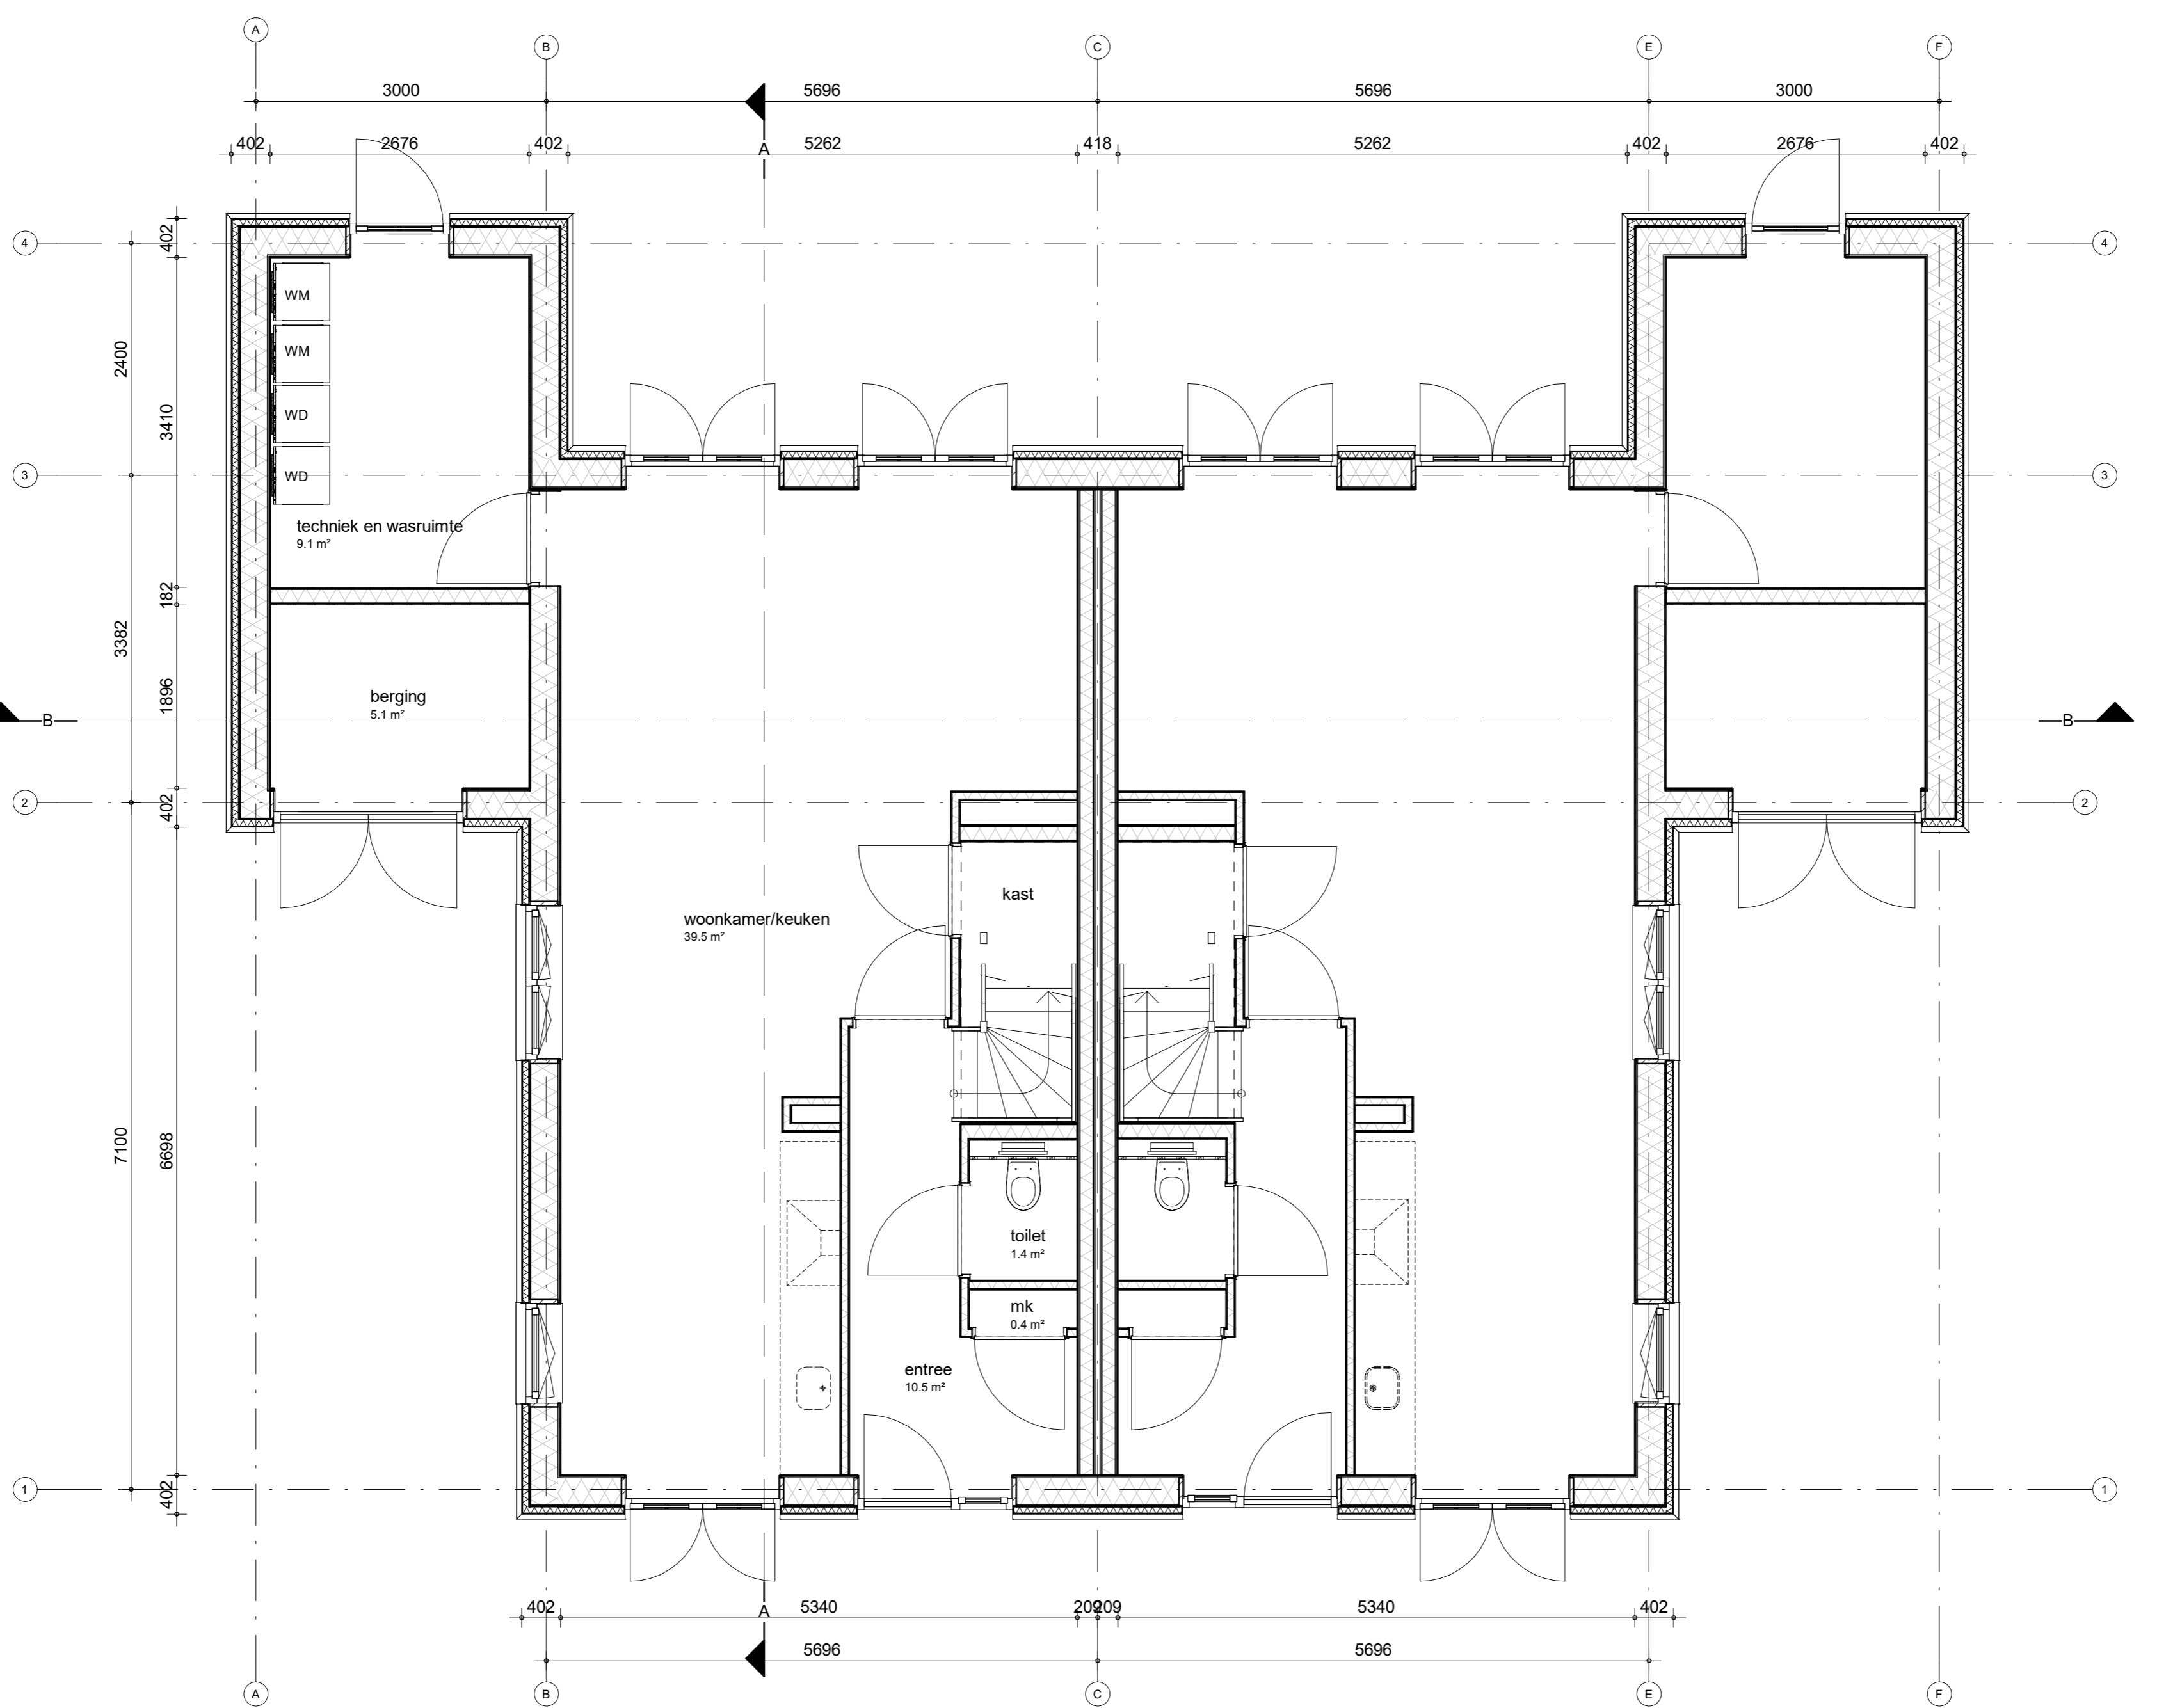 A
B
C
E
F
3000
5696
5696
3000
402
2676
402
A
5262
418
5262
402
2676
402
4
402
4
WM
WM
2400
WD
3410
3
WD
3
techniek en wasruimte
9.1 m²
182
3382
berging
1896
5.1 m²
B
B
2
402
2
kast
woonkamer/keuken
39.5 m²
7100
6698
toilet
1.4 m²
mk
0.4 m²
entree
10.5 m²
1
402
1
402
A
5340
209
209
5340
402
5696
5696
A
B
C
E
F